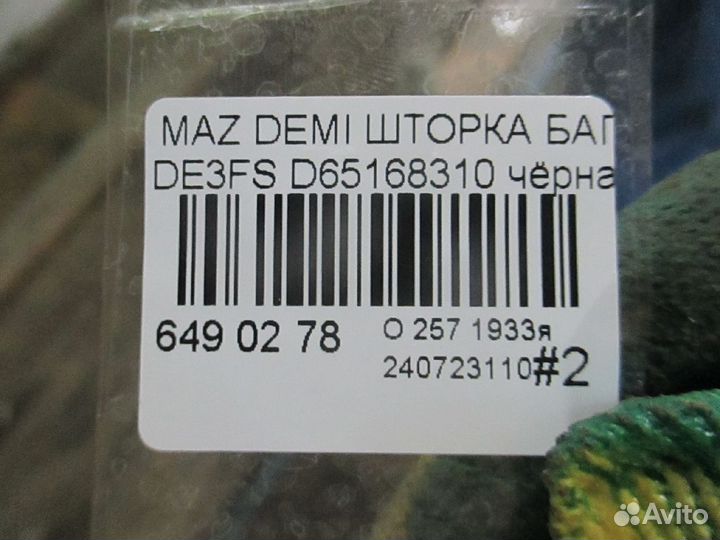 MAZ DEMI ШТОРКА БАГ
DE3FS D65168310 чёрна
649 02 78
О 257 1933я
240723110#2
Avito